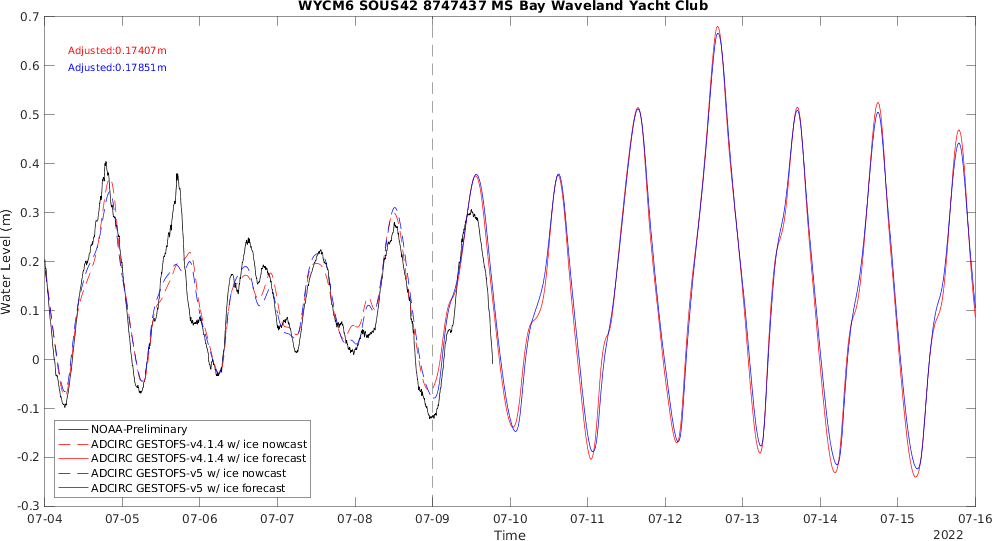 WYCM6 SOUS42 8747437 MS Bay Waveland Yacht Club
0.7
0.6
0.5
0.4
0.3
0.2
0.1
0
-0.1
-0.2
-0.3
Water Level (m)
Adjusted:0.17407m
Adjusted:0.17851m
NOAA-Preliminary
ADCIRC GESTOFS-v4.1.4 w/ ice nowcast
ADCIRC GESTOFS-v4.1.4 w/ ice forecast
ADCIRC GESTOFS-v5 w/ ice nowcast
ADCIRC GESTOFS-v5 w/ ice forecast
07-04 07-05 07-06 07-07 07-08 07-09 07-10 07-11 07-12 07-13 07-14 07-15 07-16
Time
2022